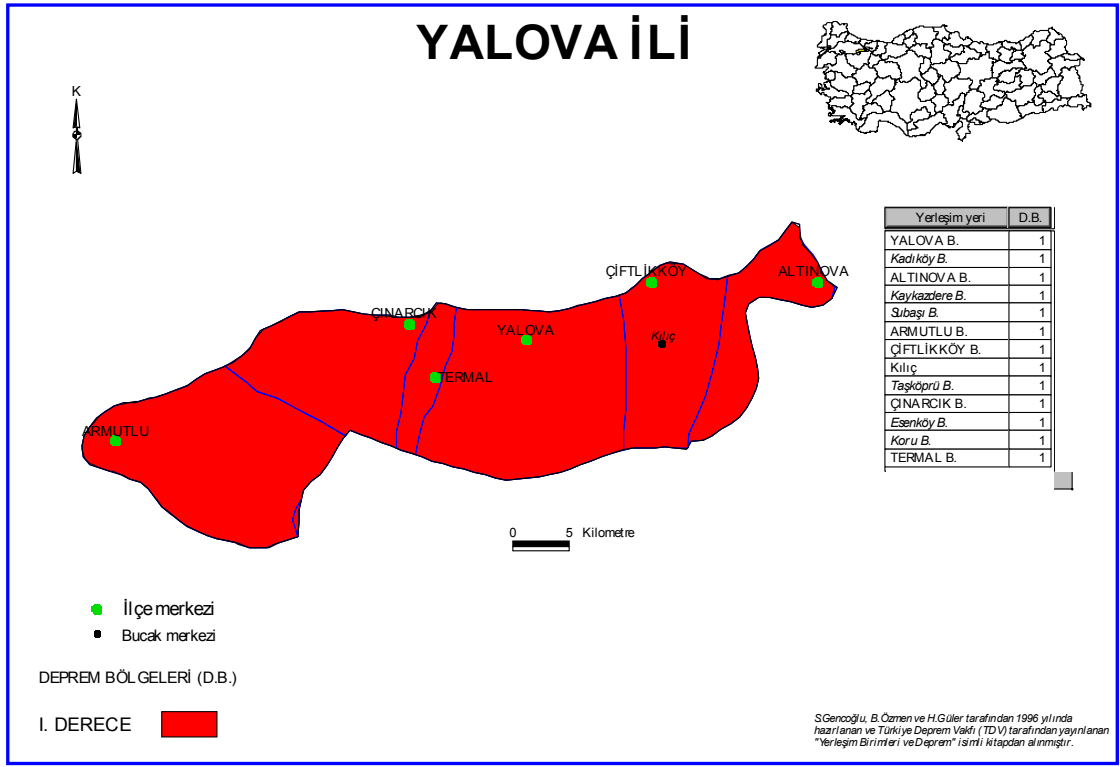 YALOVA İLİ
K
Yerleşim yeri D.B.
YALOVA B. 1
Kadıköy B. 1
ALTINOVA B. 1
Kaykazdere B. 1
Subaşı B. 1
ARMUTLU B. 1
ÇİFTLİKKÖY B. 1
Kılıç 1
Taşköprü B. 1
ÇINARCIK B. 1
Esenköy B. 1
Koru B. 1
TERMAL B. 1
ÇİFTLİKKÖY
ALTINOVA
ÇINARCIK
YALOVA
Kılıç
TERMAL
ARMUTLU
0 5 Kilometre
İlçe merkezi
Bucak merkezi
DEPREM BÖLGELERİ (D.B.)
I. DERECE
S.Gencoğlu, B.Özmen ve H.Güler tarafından 1996 yılında
hazırlanan ve Türkiye Deprem Vakfı (TDV) tarafından yayınlanan
"Yerleşim Birimleri ve Deprem" isimli kitapdan alınmıştır.